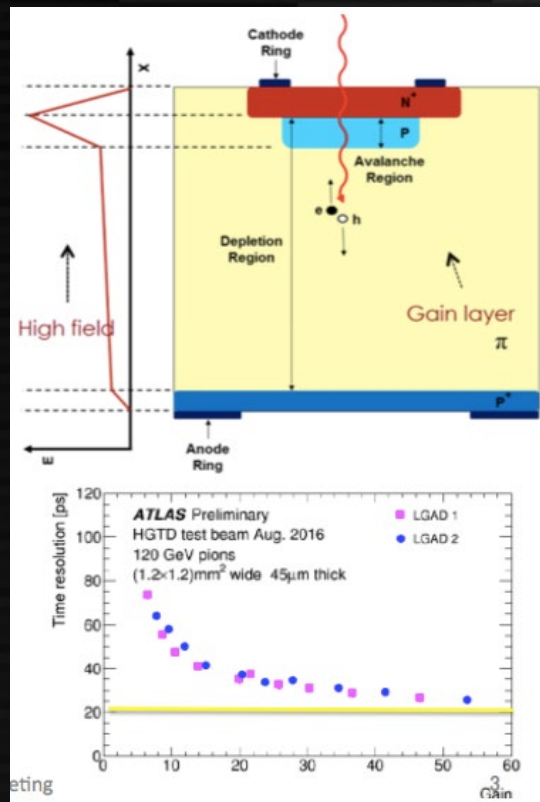 Cathode
Ring
X
N+
P
Avalanche
Region
e
h
Depletion
Region
High field
Gain layer
π
P+
E
Anode
Ring
Time resolution [ps]
120
100
80
60
40
20
0
ATLAS Preliminary
HGTD test beam Aug. 2016
120 GeV pions
(1.2×1.2)mm² wide 45µm thick
LGAD 1
LGAD 2
0 10 20 30 40 50 60
Gain
eting
3